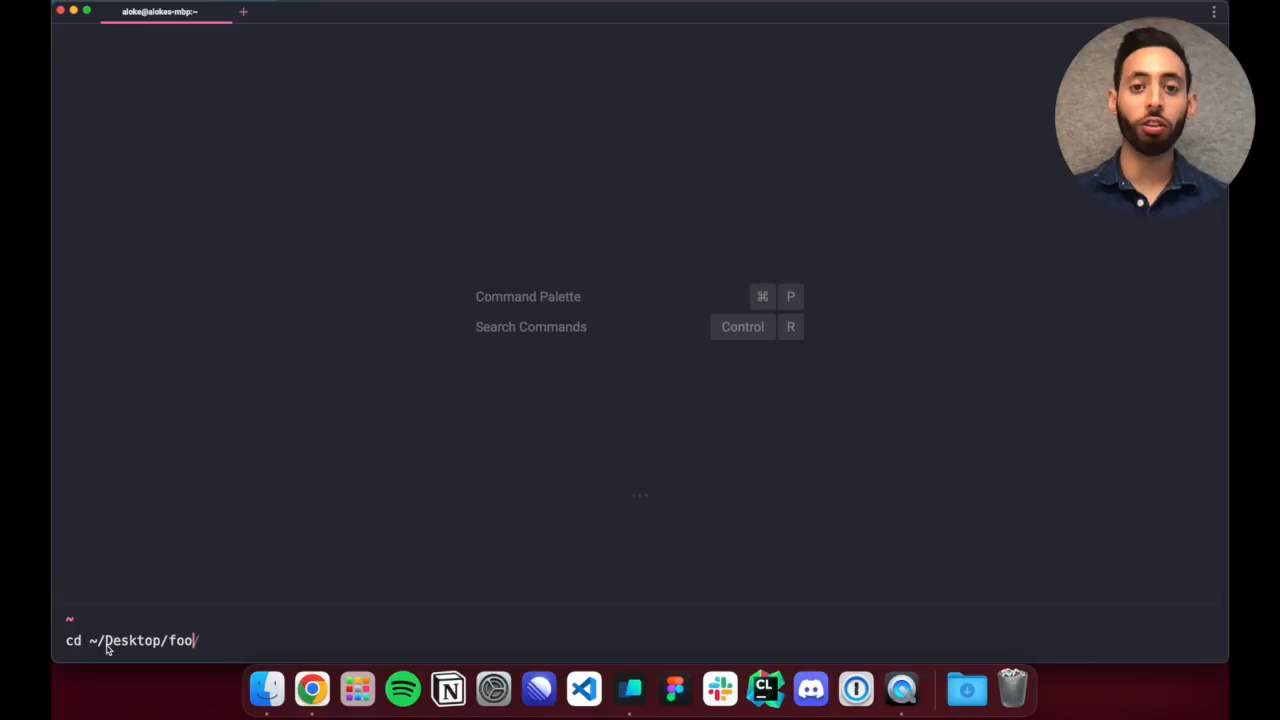 aloke@alokes-mbp:~
Command Palette ⌘ P
Search Commands Control R
~
cd ~/Desktop/foo/